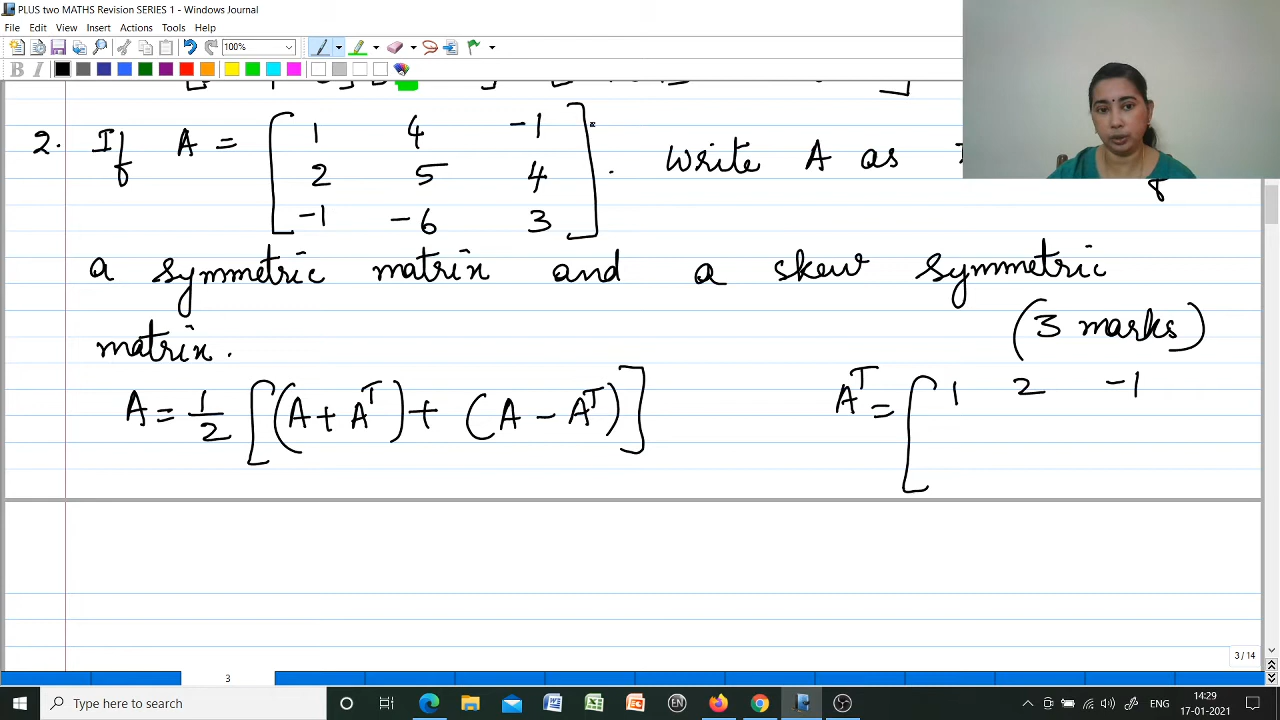 PLUS two MATHS Revision SERIES 1 - Windows Journal
File Edit View Insert Actions Tools Help
100%
B I
2. If A = [ 1 4 -1
2 5 4
-1 -6 3 ] . Write A as
a symmetric matrix and a skew symmetric
matrix. (3 marks)
A = 1/2 [(A + A^T) + (A - A^T)] A^T = [ 1 2 -1
3 / 14
3
Type here to search
ENG
14:29
17-01-2021